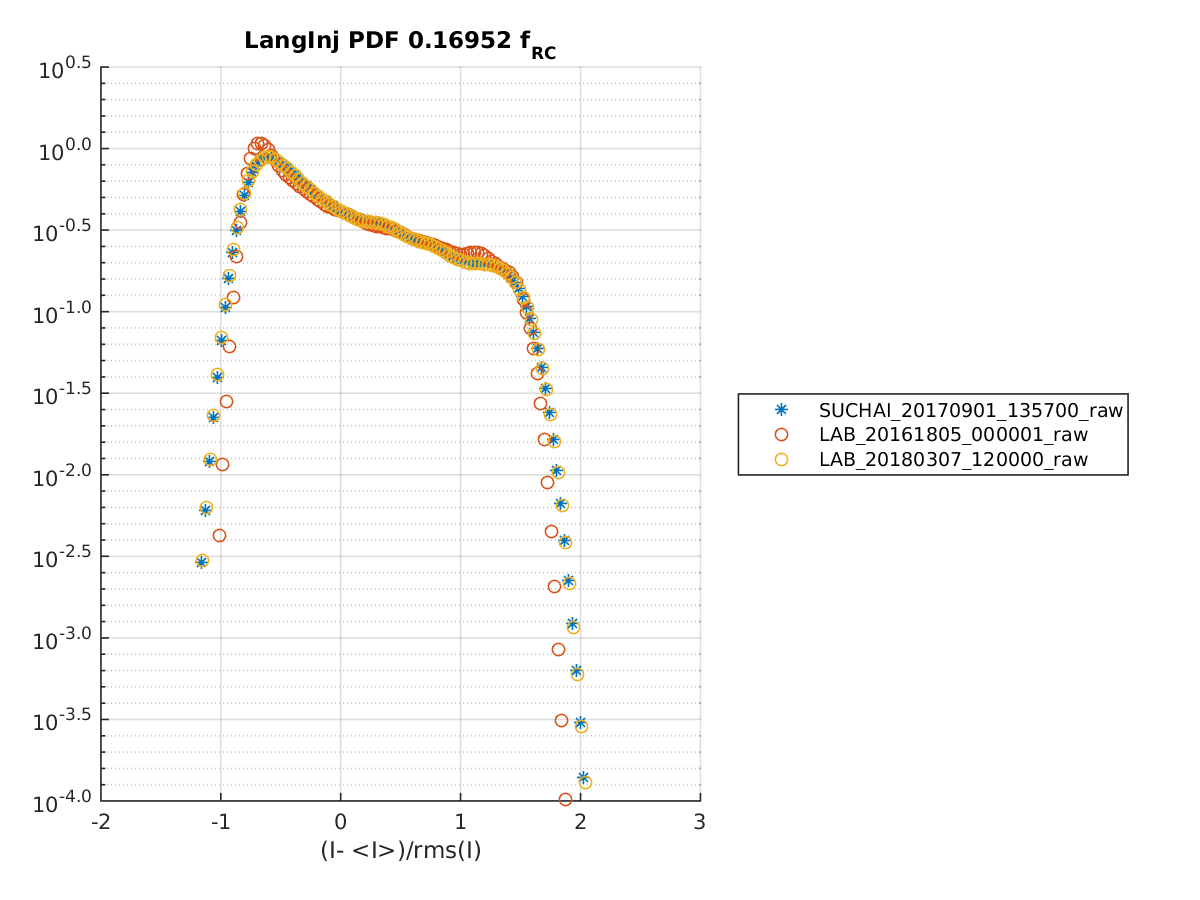 LangInj PDF 0.16952 f_RC
10^0.5
10^0.0
10^-0.5
10^-1.0
10^-1.5
10^-2.0
10^-2.5
10^-3.0
10^-3.5
10^-4.0
-2 -1 0 1 2 3
(I- <I>)/rms(I)
SUCHAI_20170901_135700_raw
LAB_20161805_000001_raw
LAB_20180307_120000_raw